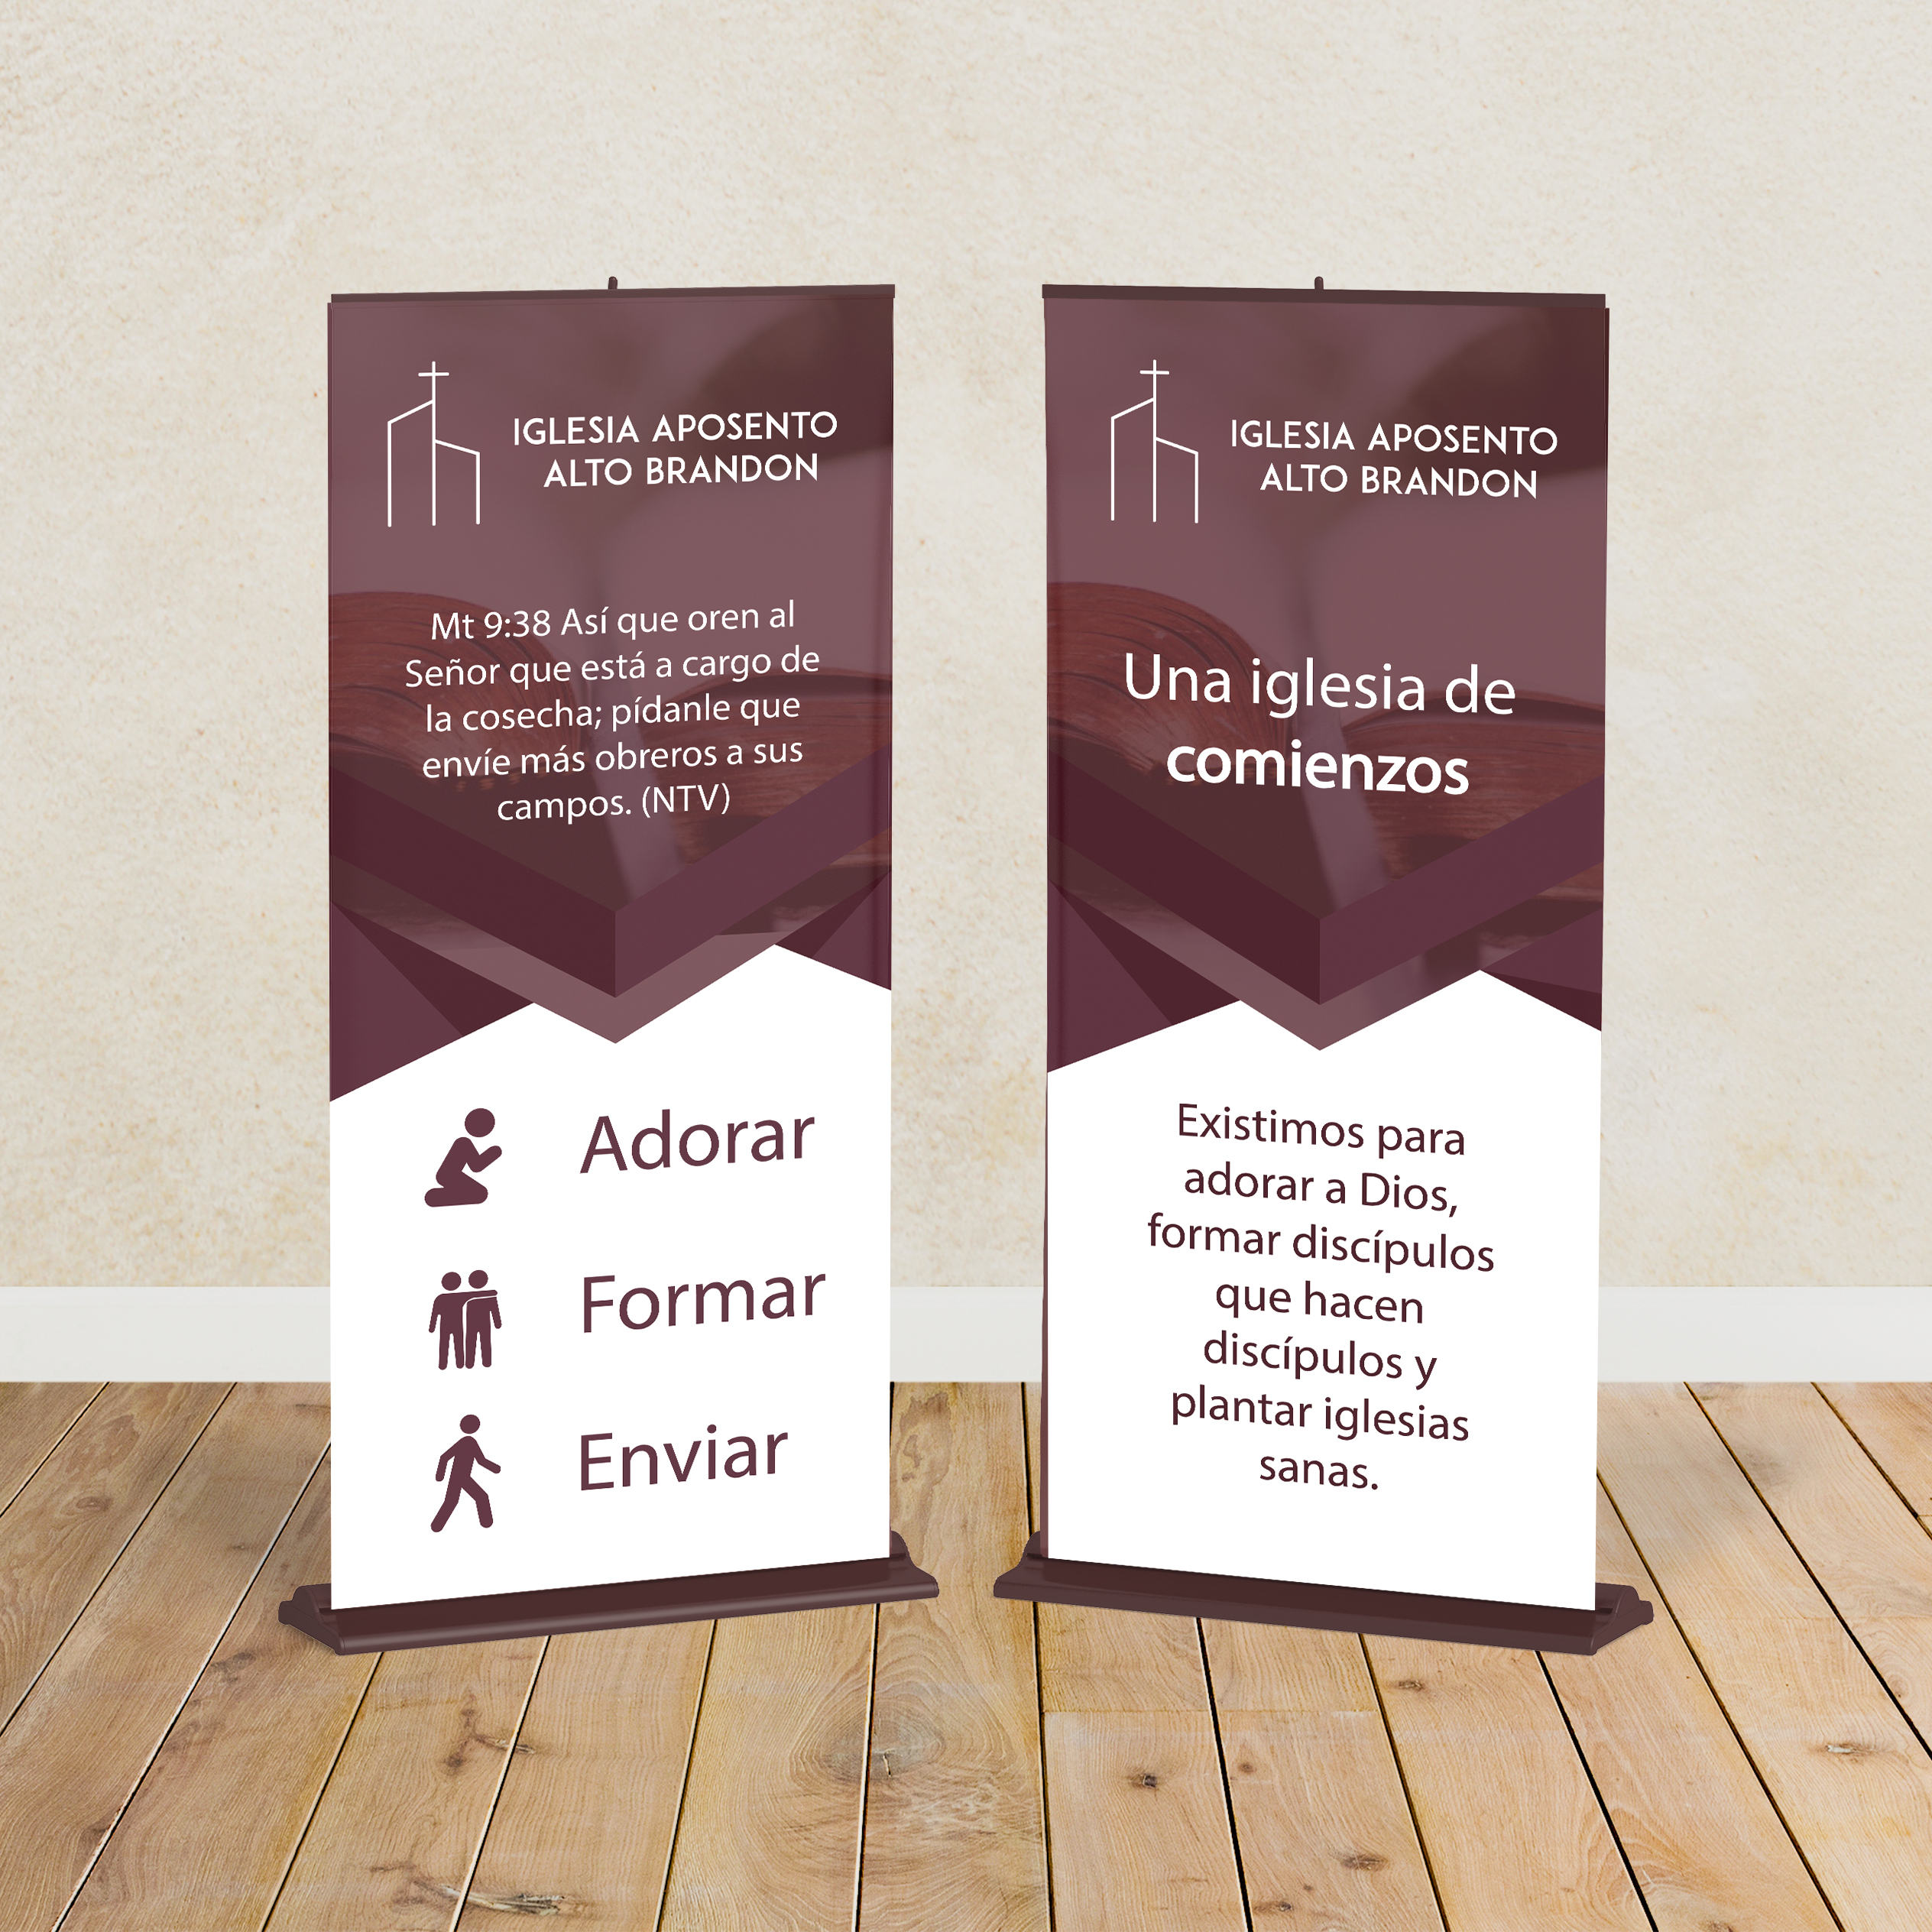 IGLESIA APOSENTO
ALTO BRANDON
Mt 9:38 Así que oren al
Señor que está a cargo de
la cosecha; pídanle que
envíe más obreros a sus
campos. (NTV)
Adorar
Formar
Enviar
IGLESIA APOSENTO
ALTO BRANDON
Una iglesia de
comienzos
Existimos para
adorar a Dios,
formar discípulos
que hacen
discípulos y
plantar iglesias
sanas.